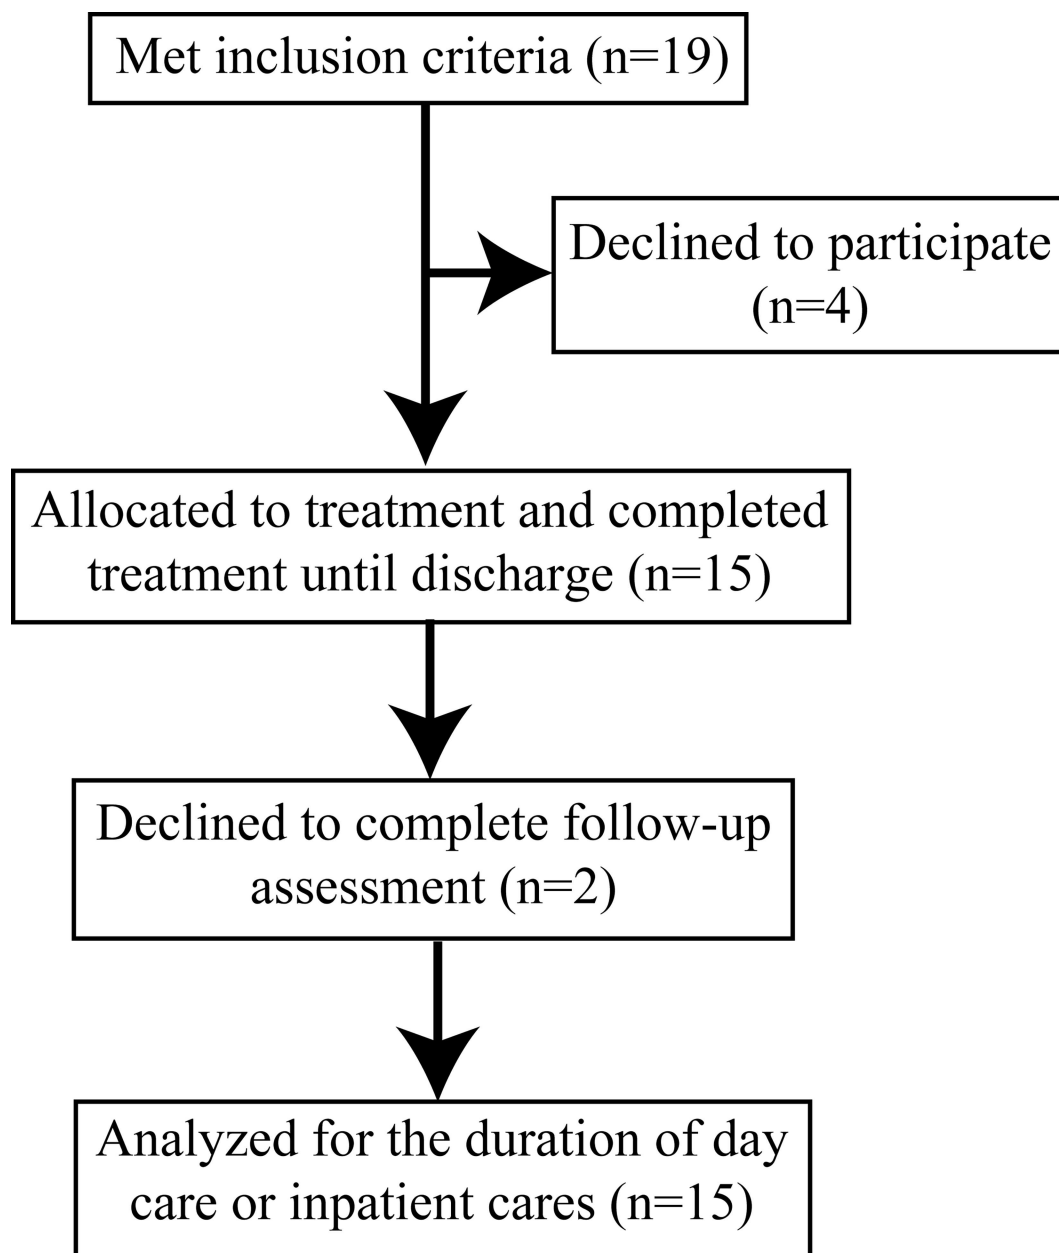 Met inclusion criteria (n=19)
Declined to participate
(n=4)
Allocated to treatment and completed
treatment until discharge (n=15)
Declined to complete follow-up
assessment (n=2)
Analyzed for the duration of day
care or inpatient cares (n=15)